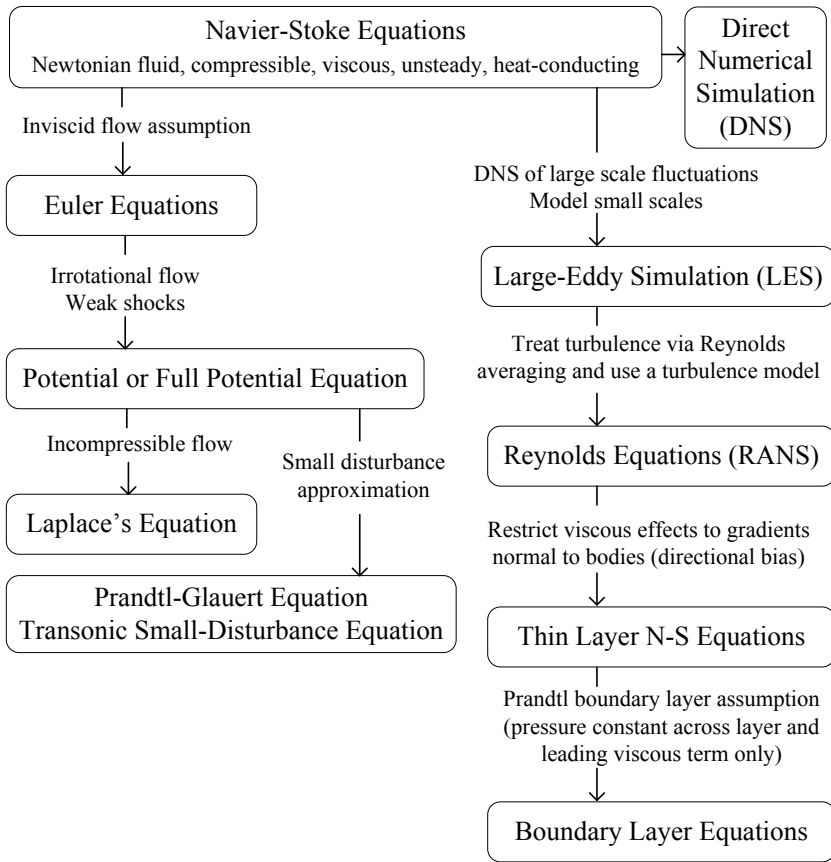 Navier-Stoke Equations
Newtonian fluid, compressible, viscous, unsteady, heat-conducting
Direct
Numerical
Simulation
(DNS)
Inviscid flow assumption
Euler Equations
Irrotational flow
Weak shocks
Potential or Full Potential Equation
Incompressible flow
Laplace's Equation
Small disturbance
approximation
Prandtl-Glauert Equation
Transonic Small-Disturbance Equation
DNS of large scale fluctuations
Model small scales
Large-Eddy Simulation (LES)
Treat turbulence via Reynolds
averaging and use a turbulence model
Reynolds Equations (RANS)
Restrict viscous effects to gradients
normal to bodies (directional bias)
Thin Layer N-S Equations
Prandtl boundary layer assumption
(pressure constant across layer and
leading viscous term only)
Boundary Layer Equations